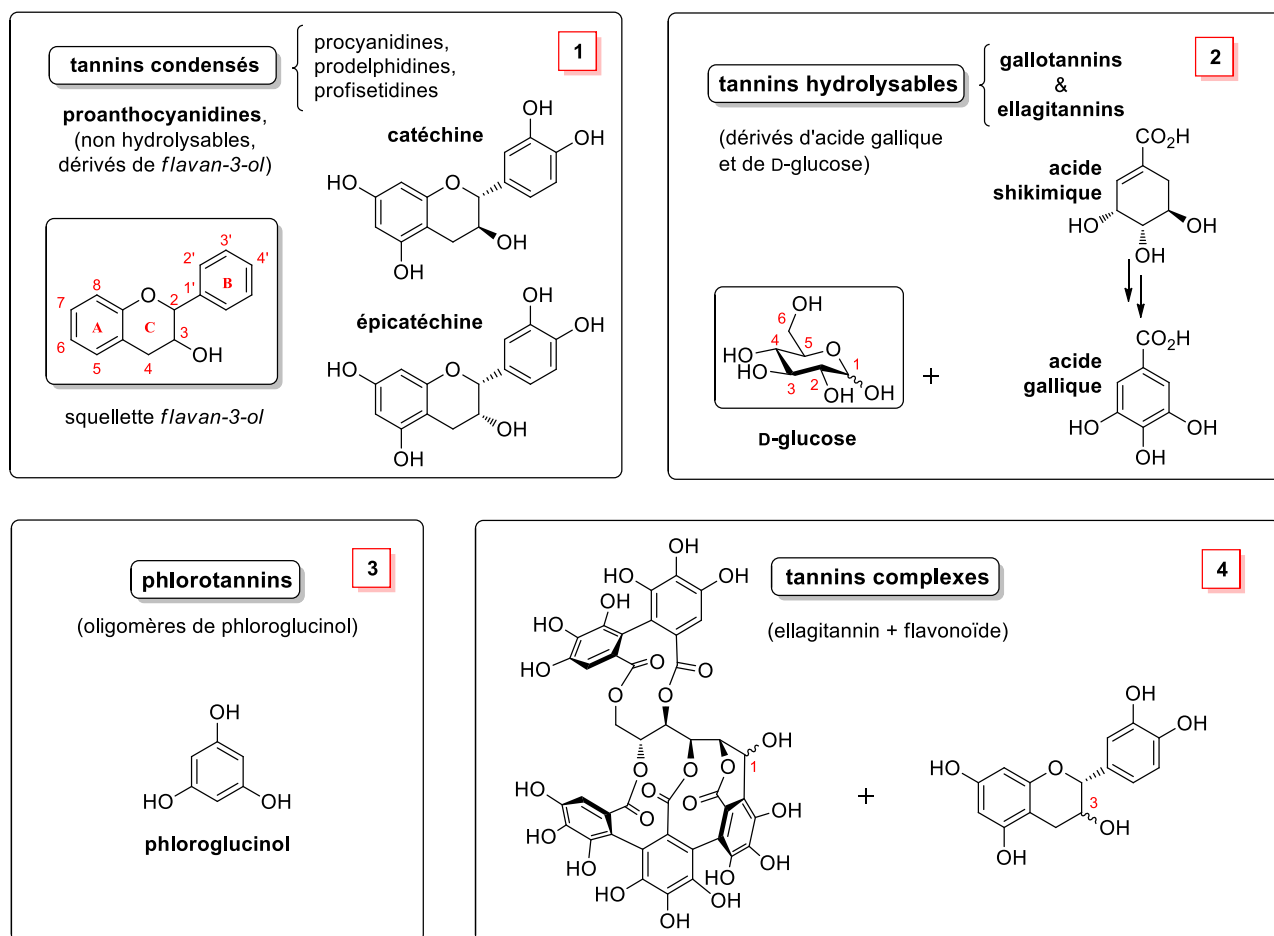 1
tannins condensés
procyanidines,
prodelphidines,
profisetidines
proanthocyanidines,
(non hydrolysables,
dérivés de flavan-3-ol)
catéchine
OH
OH
HO
O
OH
OH
3'
2'
4'
B
1'
8
O
2
7
A
C
3
6
OH
5
4
squellette flavan-3-ol
épicatéchine
OH
OH
HO
O
OH
OH
2
tannins hydrolysables
gallotannins
&
ellagitannins
(dérivés d'acide gallique
et de D-glucose)
CO2H
acide
shikimique
HO
OH
OH
OH
6
4
5
O
HO
HO
1
3
2
OH
OH
+
D-glucose
CO2H
acide
gallique
HO
OH
OH
3
phlorotannins
(oligomères de phloroglucinol)
OH
HO
OH
phloroglucinol
4
tannins complexes
(ellagitannin + flavonoïde)
OH
HO
OH
OH
HO
HO
O
O
O
O
OH
1
O
O
O
HO
O
O
O
HO
OH
HO
OH
OH
HO
HO
OH
OH
+
OH
OH
HO
O
3
OH
OH